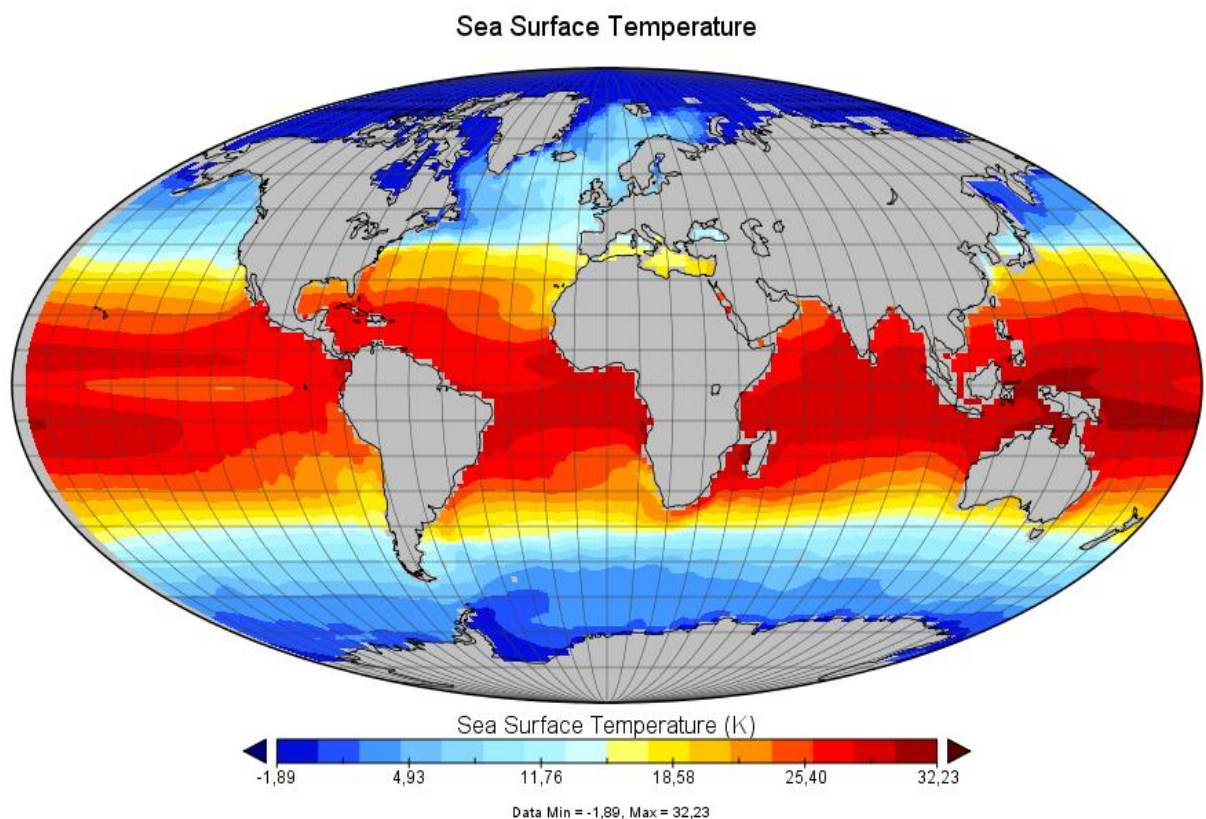 Sea Surface Temperature
Sea Surface Temperature (K)
-1,89 4,93 11,76 18,58 25,40 32,23
Data Min = -1,89, Max = 32,23